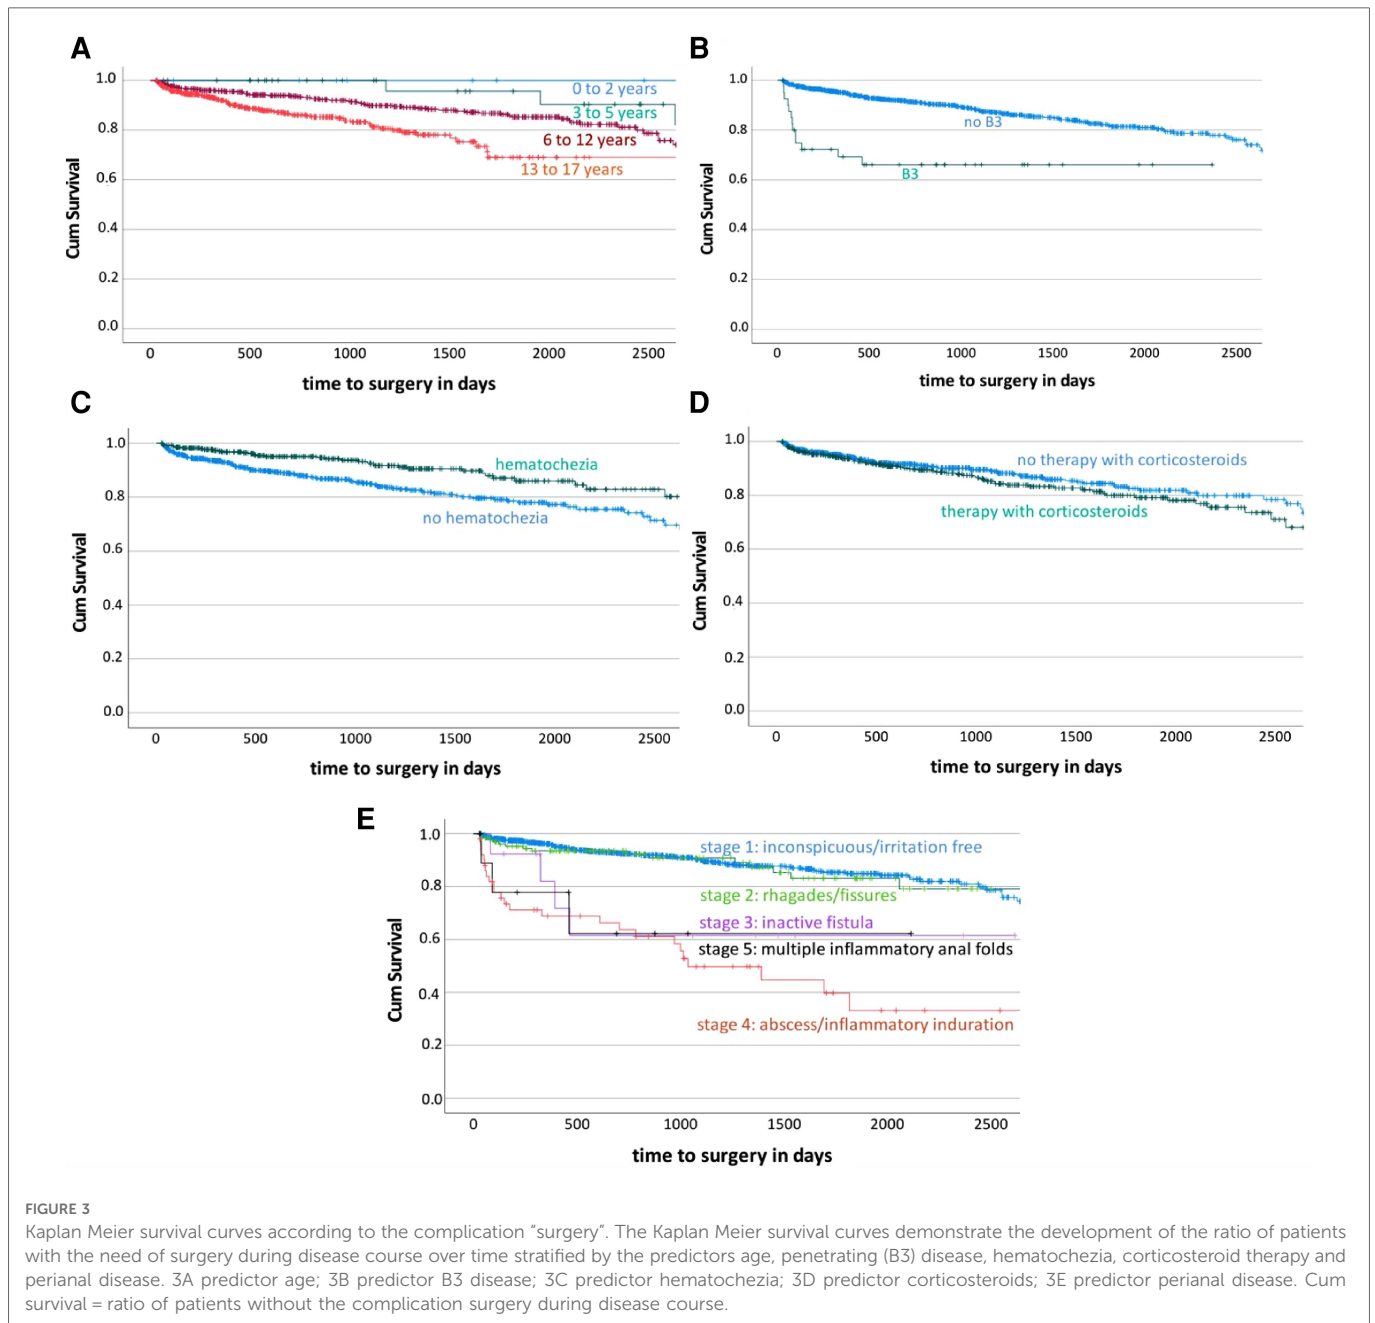 A
1.0
0.8
0.6
0.4
0.2
0.0
Cum Survival
0 to 2 years
3 to 5 years
6 to 12 years
13 to 17 years
0 500 1000 1500 2000 2500
time to surgery in days
B
1.0
0.8
0.6
0.4
0.2
0.0
Cum Survival
no B3
B3
0 500 1000 1500 2000 2500
time to surgery in days
C
1.0
0.8
0.6
0.4
0.2
0.0
Cum Survival
hematochezia
no hematochezia
0 500 1000 1500 2000 2500
time to surgery in days
D
1.0
0.8
0.6
0.4
0.2
0.0
Cum Survival
no therapy with corticosteroids
therapy with corticosteroids
0 500 1000 1500 2000 2500
time to surgery in days
E
1.0
0.8
0.6
0.4
0.2
0.0
Cum Survival
stage 1: inconspicuous/irritation free
stage 2: rhagades/fissures
stage 3: inactive fistula
stage 5: multiple inflammatory anal folds
stage 4: abscess/inflammatory induration
0 500 1000 1500 2000 2500
time to surgery in days
FIGURE 3
Kaplan Meier survival curves according to the complication “surgery”. The Kaplan Meier survival curves demonstrate the development of the ratio of patients
with the need of surgery during disease course over time stratified by the predictors age, penetrating (B3) disease, hematochezia, corticosteroid therapy and
perianal disease. 3A predictor age; 3B predictor B3 disease; 3C predictor hematochezia; 3D predictor corticosteroids; 3E predictor perianal disease. Cum
survival = ratio of patients without the complication surgery during disease course.